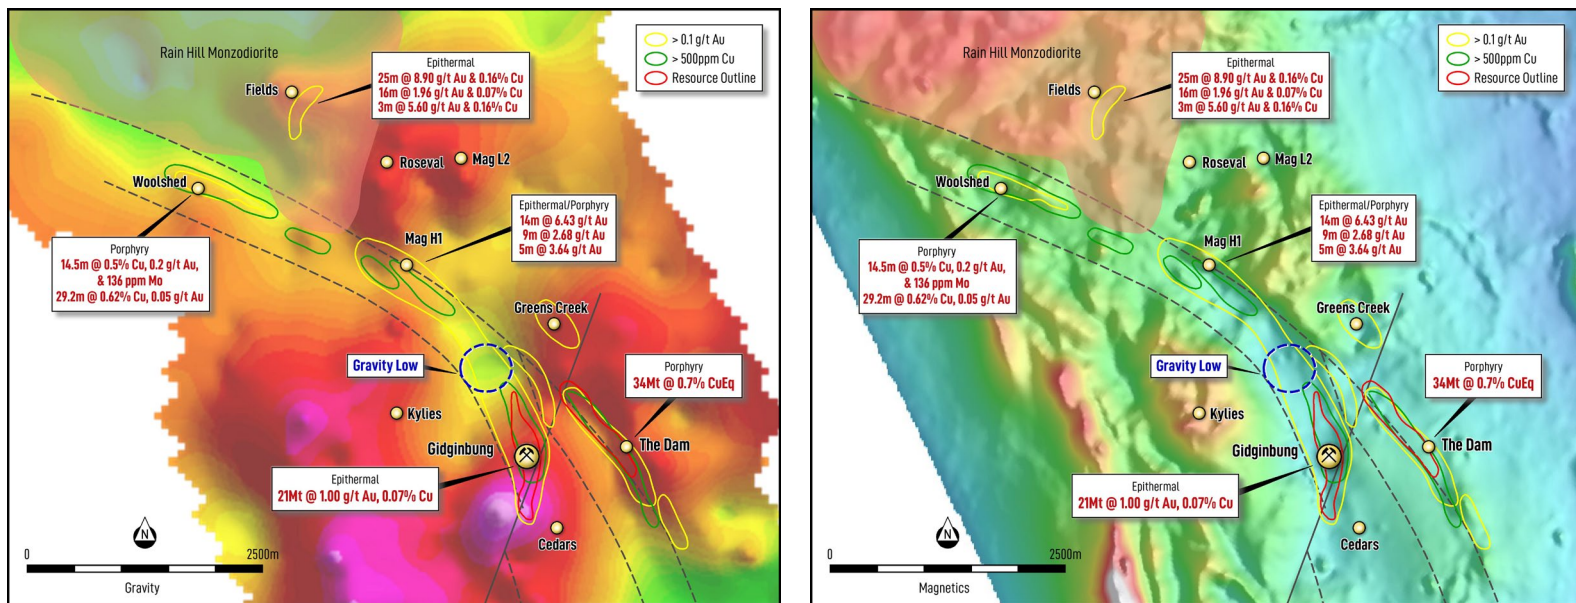 Rain Hill Monzodiorite
> 0.1 g/t Au
> 500ppm Cu
Resource Outline
Epithermal
25m @ 8.90 g/t Au & 0.16% Cu
16m @ 1.96 g/t Au & 0.07% Cu
3m @ 5.60 g/t Au & 0.16% Cu
Fields
Roseval
Mag L2
Woolshed
Epithermal/Porphyry
14m @ 6.43 g/t Au
9m @ 2.68 g/t Au
5m @ 3.64 g/t Au
Mag H1
Porphyry
14.5m @ 0.5% Cu, 0.2 g/t Au,
& 136 ppm Mo
29.2m @ 0.62% Cu, 0.05 g/t Au
Greens Creek
Gravity Low
Porphyry
34Mt @ 0.7% CuEq
Kylies
Gidginbung
The Dam
Epithermal
21Mt @ 1.00 g/t Au, 0.07% Cu
Cedars
N
0
2500m
Gravity
Rain Hill Monzodiorite
> 0.1 g/t Au
> 500ppm Cu
Resource Outline
Epithermal
25m @ 8.90 g/t Au & 0.16% Cu
16m @ 1.96 g/t Au & 0.07% Cu
3m @ 5.60 g/t Au & 0.16% Cu
Fields
Roseval
Mag L2
Woolshed
Epithermal/Porphyry
14m @ 6.43 g/t Au
9m @ 2.68 g/t Au
5m @ 3.64 g/t Au
Mag H1
Porphyry
14.5m @ 0.5% Cu, 0.2 g/t Au,
& 136 ppm Mo
29.2m @ 0.62% Cu, 0.05 g/t Au
Greens Creek
Gravity Low
Porphyry
34Mt @ 0.7% CuEq
Kylies
Gidginbung
The Dam
Epithermal
21Mt @ 1.00 g/t Au, 0.07% Cu
Cedars
N
0
2500m
Magnetics